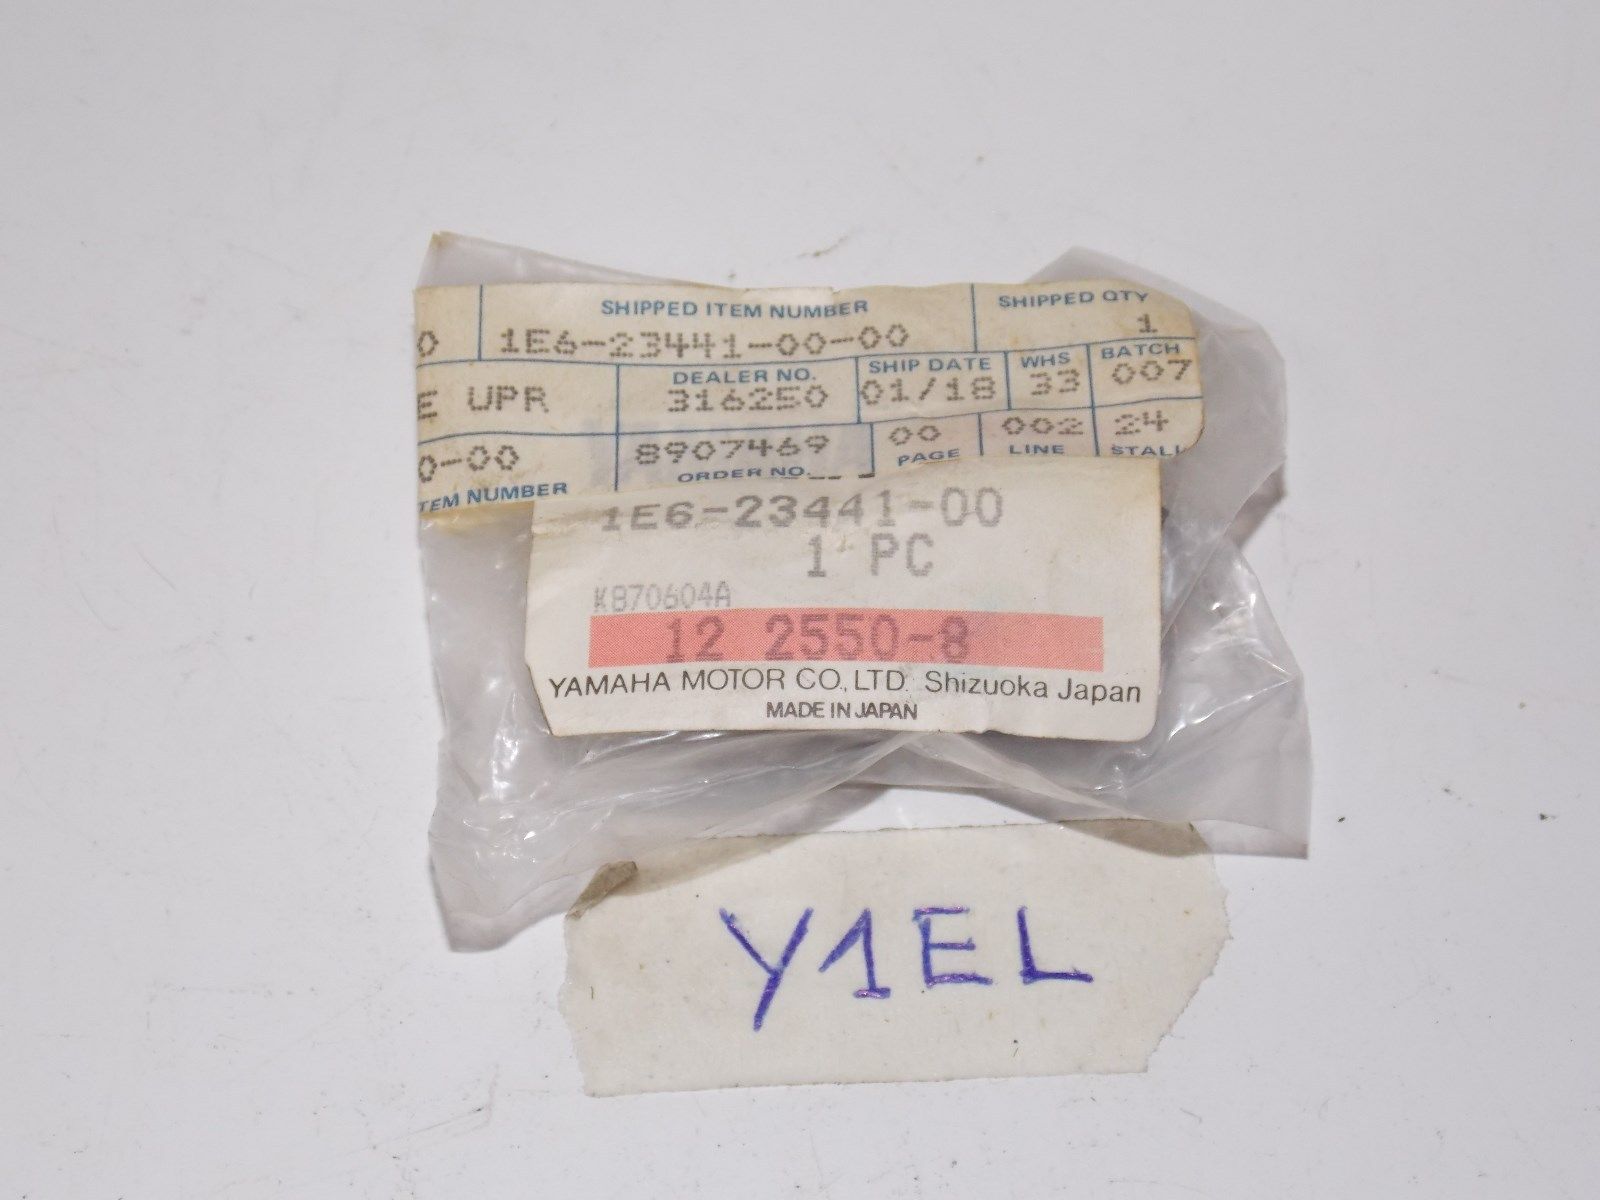 SHIPPED ITEM NUMBER SHIPPED QTY
0 1E6-23441-00-00 1
DEALER NO. SHIP DATE WHS BATCH
E UPR 316250 01/18 33 007
0-00 8907469 00 002 24
TEM NUMBER ORDER NO. PAGE LINE STALL
1E6-23441-00
1 PC
KB70604A
12 2550-8
YAMAHA MOTOR CO., LTD. Shizuoka Japan
MADE IN JAPAN
Y1EL